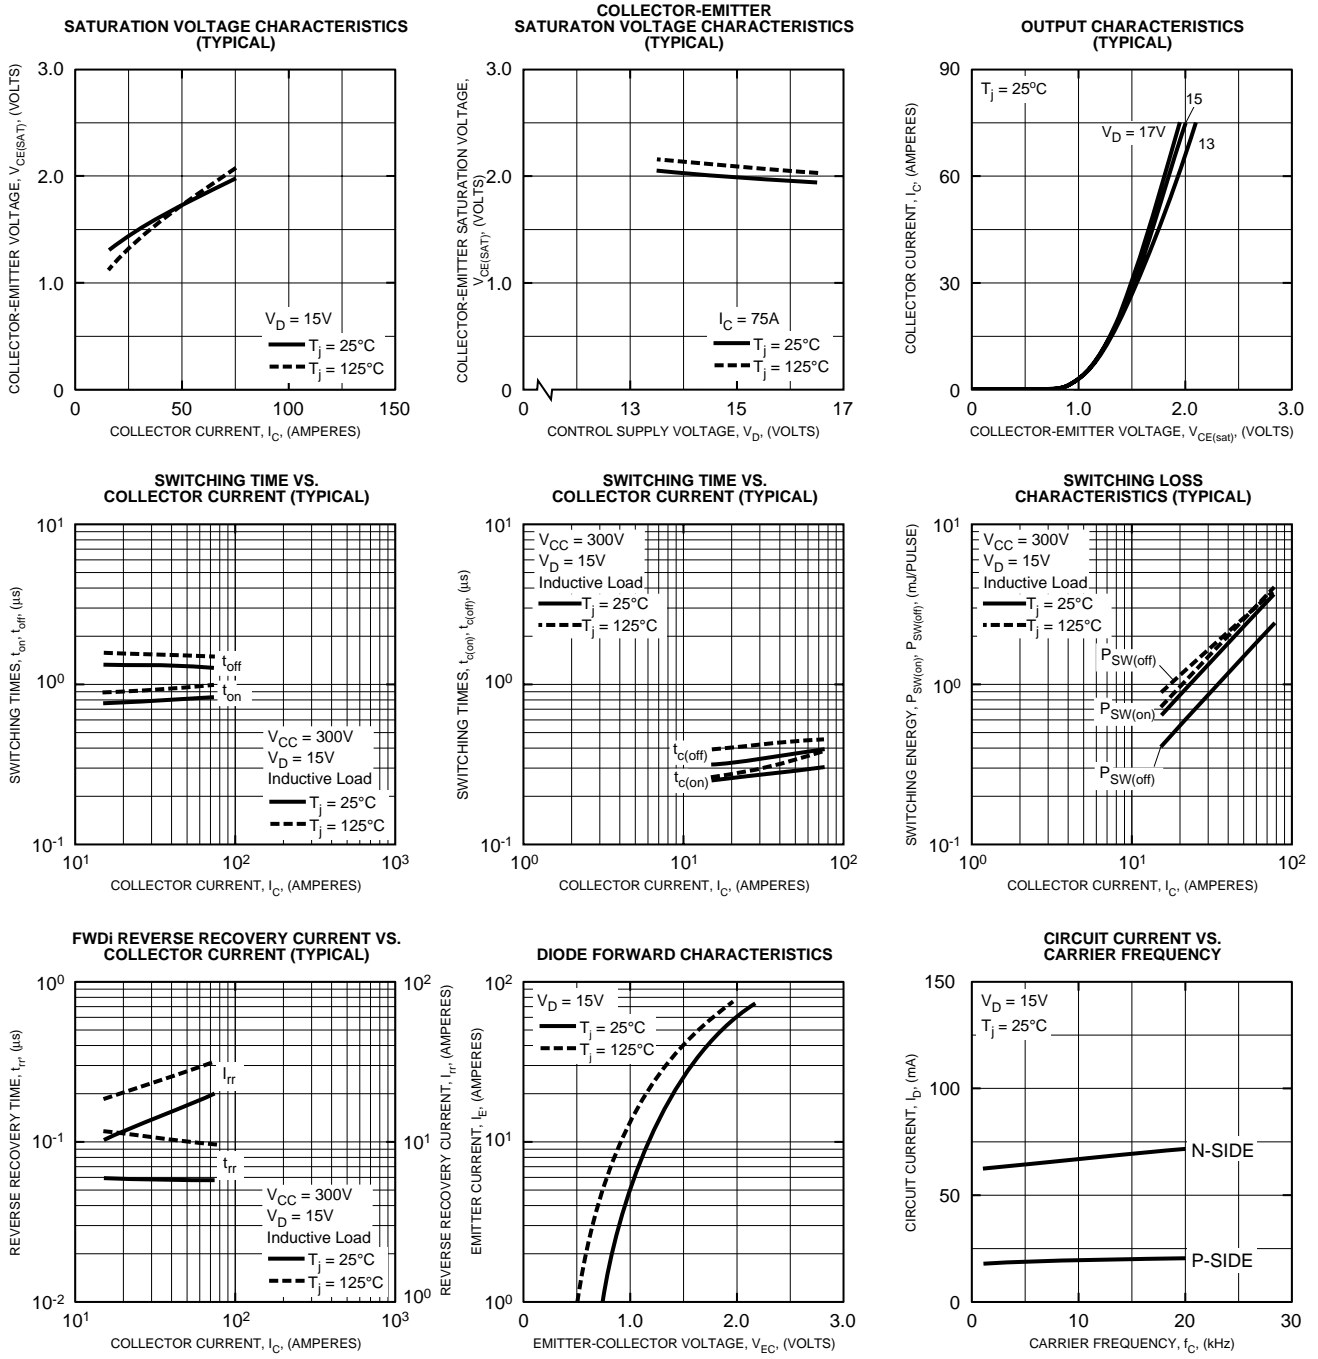 SATURATION VOLTAGE CHARACTERISTICS
(TYPICAL)
COLLECTOR-EMITTER VOLTAGE, VCE(SAT), (VOLTS)
3.0
2.0
1.0
0
0
50
100
150
VD = 15V
Tj = 25°C
Tj = 125°C
COLLECTOR CURRENT, IC, (AMPERES)
COLLECTOR-EMITTER
SATURATON VOLTAGE CHARACTERISTICS
(TYPICAL)
COLLECTOR-EMITTER SATURATION VOLTAGE,
VCE(SAT), (VOLTS)
3.0
2.0
1.0
0
0
13
15
17
IC = 75A
Tj = 25°C
Tj = 125°C
CONTROL SUPPLY VOLTAGE, VD, (VOLTS)
OUTPUT CHARACTERISTICS
(TYPICAL)
COLLECTOR CURRENT, IC, (AMPERES)
90
60
30
0
0
1.0
2.0
3.0
Tj = 25°C
15
VD = 17V
13
COLLECTOR-EMITTER VOLTAGE, VCE(sat), (VOLTS)
SWITCHING TIME VS.
COLLECTOR CURRENT (TYPICAL)
SWITCHING TIMES, ton, toff, (µs)
10¹
10⁰
10-1
10¹
10²
10³
toff
ton
VCC = 300V
VD = 15V
Inductive Load
Tj = 25°C
Tj = 125°C
COLLECTOR CURRENT, IC, (AMPERES)
SWITCHING TIME VS.
COLLECTOR CURRENT (TYPICAL)
SWITCHING TIMES, tc(on), tc(off), (µs)
10¹
10⁰
10-1
10⁰
10¹
10²
VCC = 300V
VD = 15V
Inductive Load
Tj = 25°C
Tj = 125°C
tc(off)
tc(on)
COLLECTOR CURRENT, IC, (AMPERES)
SWITCHING LOSS
CHARACTERISTICS (TYPICAL)
SWITCHING ENERGY, PSW(on), PSW(off), (mJ/PULSE)
10¹
10⁰
10-1
10⁰
10¹
10²
VCC = 300V
VD = 15V
Inductive Load
Tj = 25°C
Tj = 125°C
PSW(off)
PSW(on)
PSW(off)
COLLECTOR CURRENT, IC, (AMPERES)
FWDi REVERSE RECOVERY CURRENT VS.
COLLECTOR CURRENT (TYPICAL)
REVERSE RECOVERY TIME, trr, (µs)
10⁰
10-1
10-2
10¹
10²
10³
10²
10¹
10⁰
REVERSE RECOVERY CURRENT, Irr, (AMPERES)
Irr
trr
VCC = 300V
VD = 15V
Inductive Load
Tj = 25°C
Tj = 125°C
COLLECTOR CURRENT, IC, (AMPERES)
DIODE FORWARD CHARACTERISTICS
EMITTER CURRENT, IE, (AMPERES)
10²
10¹
10⁰
0
1.0
2.0
3.0
VD = 15V
Tj = 25°C
Tj = 125°C
EMITTER-COLLECTOR VOLTAGE, VEC, (VOLTS)
CIRCUIT CURRENT VS.
CARRIER FREQUENCY
CIRCUIT CURRENT, ID, (mA)
150
100
50
0
0
10
20
30
VD = 15V
Tj = 25°C
N-SIDE
P-SIDE
CARRIER FREQUENCY, fC, (kHz)